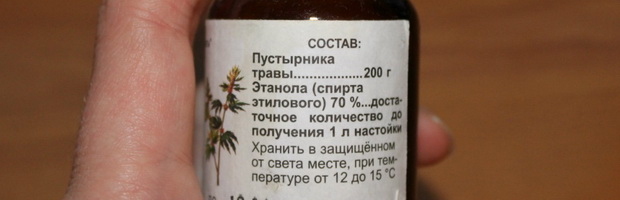 СОСТАВ:
Пустырника
травы..................200 г
Этанола (спирта
этилового) 70 %...доста-
точное количество до
получения 1 л настойки
Хранить в защищённом
от света месте, при тем-
пературе от 12 до 15 °С